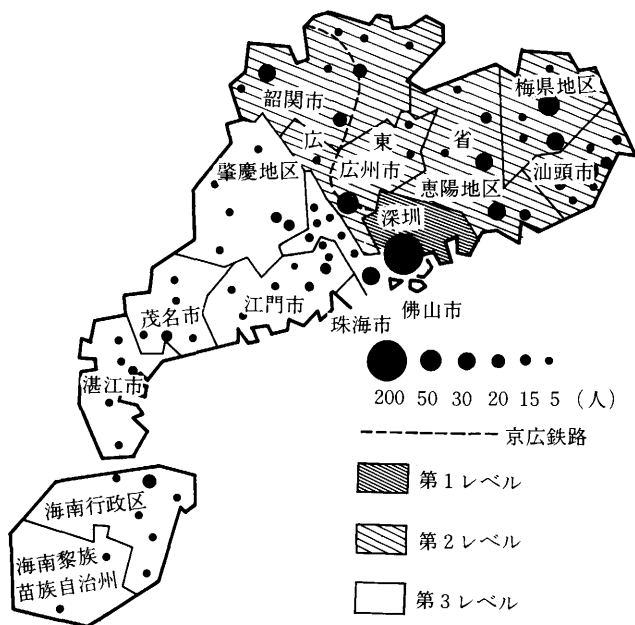 梅県地区
韶関市
広 東 省
肇慶地区
広州市
汕頭市
恵陽地区
深圳
佛山市
珠海市
江門市
茂名市
湛江市
200 50 30 20 15 5 (人)
京広鉄路
第1レベル
第2レベル
第3レベル
海南行政区
海南黎族
苗族自治州